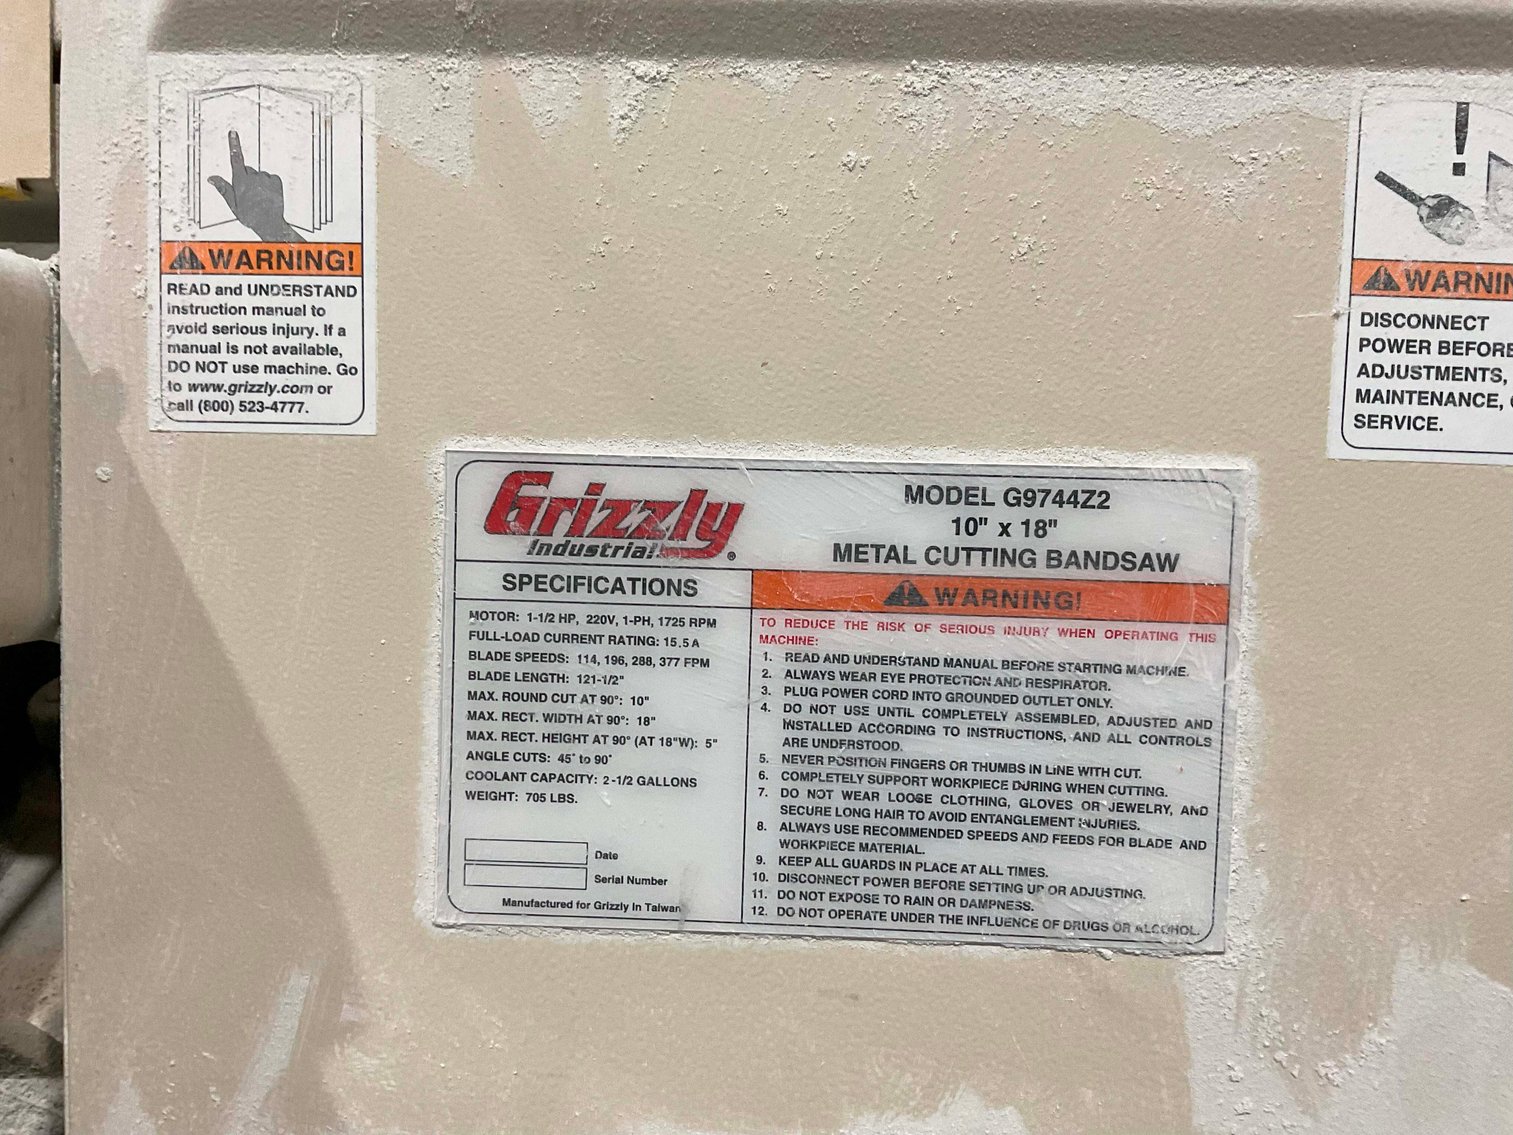 WARNING!
READ and UNDERSTAND
instruction manual to
avoid serious injury. If a
manual is not available,
DO NOT use machine. Go
to www.grizzly.com or
call (800) 523-4777.
!
WARNIN
DISCONNECT
POWER BEFORE
ADJUSTMENTS,
MAINTENANCE,
SERVICE.
Grizzly
Industrial®
MODEL G9744Z2
10" x 18"
METAL CUTTING BANDSAW
SPECIFICATIONS
MOTOR: 1-1/2 HP, 220V, 1-PH, 1725 RPM
FULL-LOAD CURRENT RATING: 15.5 A
BLADE SPEEDS: 114, 196, 288, 377 FPM
BLADE LENGTH: 121-1/2"
MAX. ROUND CUT AT 90°: 10"
MAX. RECT. WIDTH AT 90°: 18"
MAX. RECT. HEIGHT AT 90° (AT 18"W): 5"
ANGLE CUTS: 45° to 90°
COOLANT CAPACITY: 2-1/2 GALLONS
WEIGHT: 705 LBS.
Date
Serial Number
Manufactured for Grizzly In Taiwan
WARNING!
TO REDUCE THE RISK OF SERIOUS INJURY WHEN OPERATING THIS
MACHINE:
1. READ AND UNDERSTAND MANUAL BEFORE STARTING MACHINE.
2. ALWAYS WEAR EYE PROTECTION AND RESPIRATOR.
3. PLUG POWER CORD INTO GROUNDED OUTLET ONLY.
4. DO NOT USE UNTIL COMPLETELY ASSEMBLED, ADJUSTED AND
INSTALLED ACCORDING TO INSTRUCTIONS, AND ALL CONTROLS
ARE UNDERSTOOD.
5. NEVER POSITION FINGERS OR THUMBS IN LINE WITH CUT.
6. COMPLETELY SUPPORT WORKPIECE DURING WHEN CUTTING.
7. DO NOT WEAR LOOSE CLOTHING, GLOVES OR JEWELRY, AND
SECURE LONG HAIR TO AVOID ENTANGLEMENT INJURIES.
8. ALWAYS USE RECOMMENDED SPEEDS AND FEEDS FOR BLADE AND
WORKPIECE MATERIAL.
9. KEEP ALL GUARDS IN PLACE AT ALL TIMES.
10. DISCONNECT POWER BEFORE SETTING UP OR ADJUSTING.
11. DO NOT EXPOSE TO RAIN OR DAMPNESS.
12. DO NOT OPERATE UNDER THE INFLUENCE OF DRUGS OR ALCOHOL.